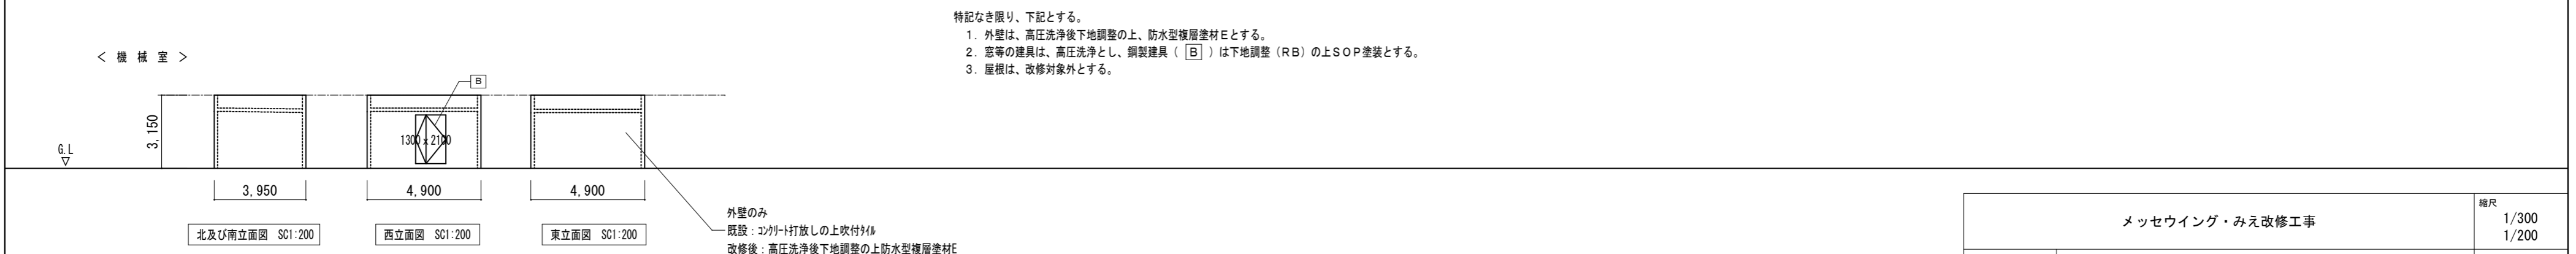 特記なき限り、下記とする。
1. 外壁は、高圧洗浄後下地調整の上、防水型複層塗材Eとする。
2. 窓等の建具は、高圧洗浄とし、鋼製建具( B )は下地調整(RB)の上SOP塗装とする。
3. 屋根は、改修対象外とする。
< 機 械 室 >
B
3,150
1300 x 2100
G.L
3,950
4,900
4,900
北及び南立面図 SC1:200
西立面図 SC1:200
東立面図 SC1:200
外壁のみ
既設:コンクリート打放しの上吹付タイル
改修後:高圧洗浄後下地調整の上防水型複層塗材E
メッセウイング・みえ改修工事
縮尺
1/300
1/200